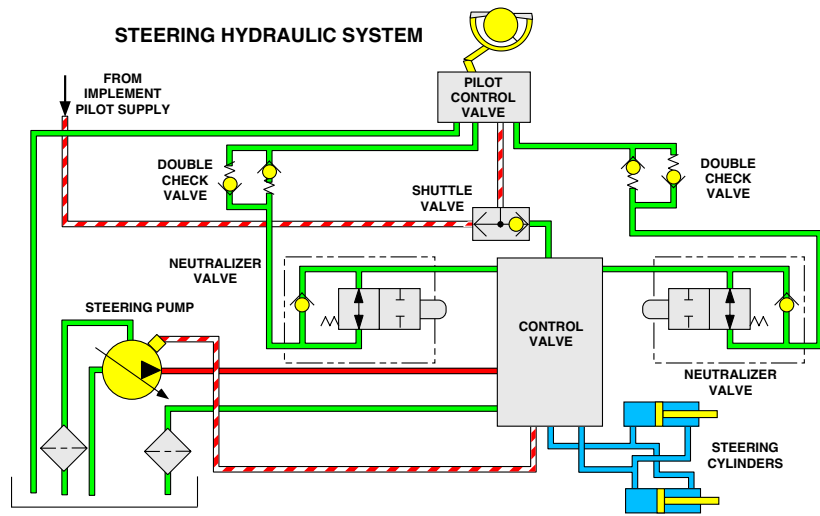 STEERING HYDRAULIC SYSTEM
FROM
IMPLEMENT
PILOT SUPPLY
PILOT
CONTROL
VALVE
DOUBLE
CHECK
VALVE
DOUBLE
CHECK
VALVE
SHUTTLE
VALVE
NEUTRALIZER
VALVE
STEERING PUMP
CONTROL
VALVE
NEUTRALIZER
VALVE
STEERING
CYLINDERS